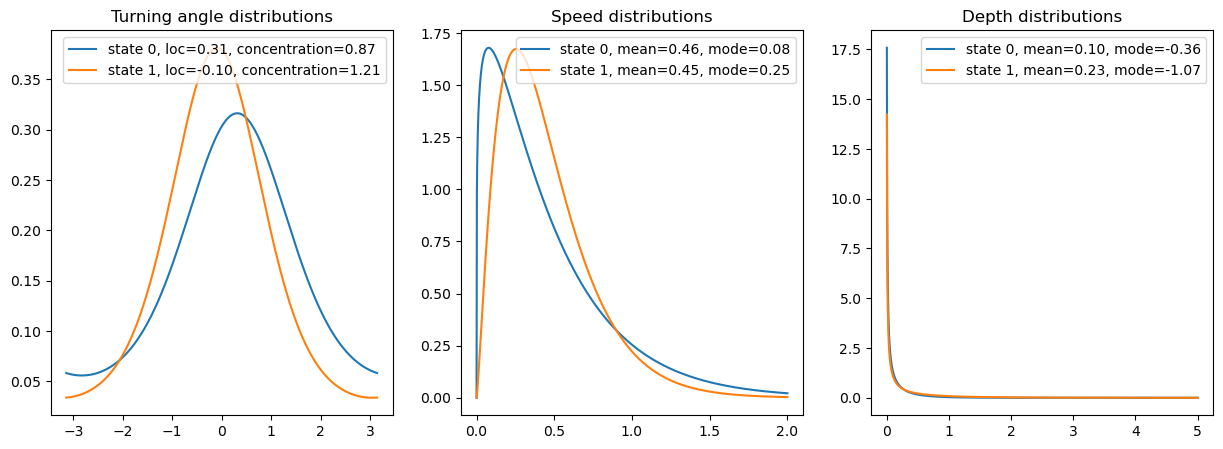 Turning angle distributions
state 0, loc=0.31, concentration=0.87
state 1, loc=-0.10, concentration=1.21
0.35
0.30
0.25
0.20
0.15
0.10
0.05
−3 −2 −1 0 1 2 3
Speed distributions
state 0, mean=0.46, mode=0.08
state 1, mean=0.45, mode=0.25
1.75
1.50
1.25
1.00
0.75
0.50
0.25
0.00
0.0 0.5 1.0 1.5 2.0
Depth distributions
state 0, mean=0.10, mode=-0.36
state 1, mean=0.23, mode=-1.07
17.5
15.0
12.5
10.0
7.5
5.0
2.5
0.0
0 1 2 3 4 5